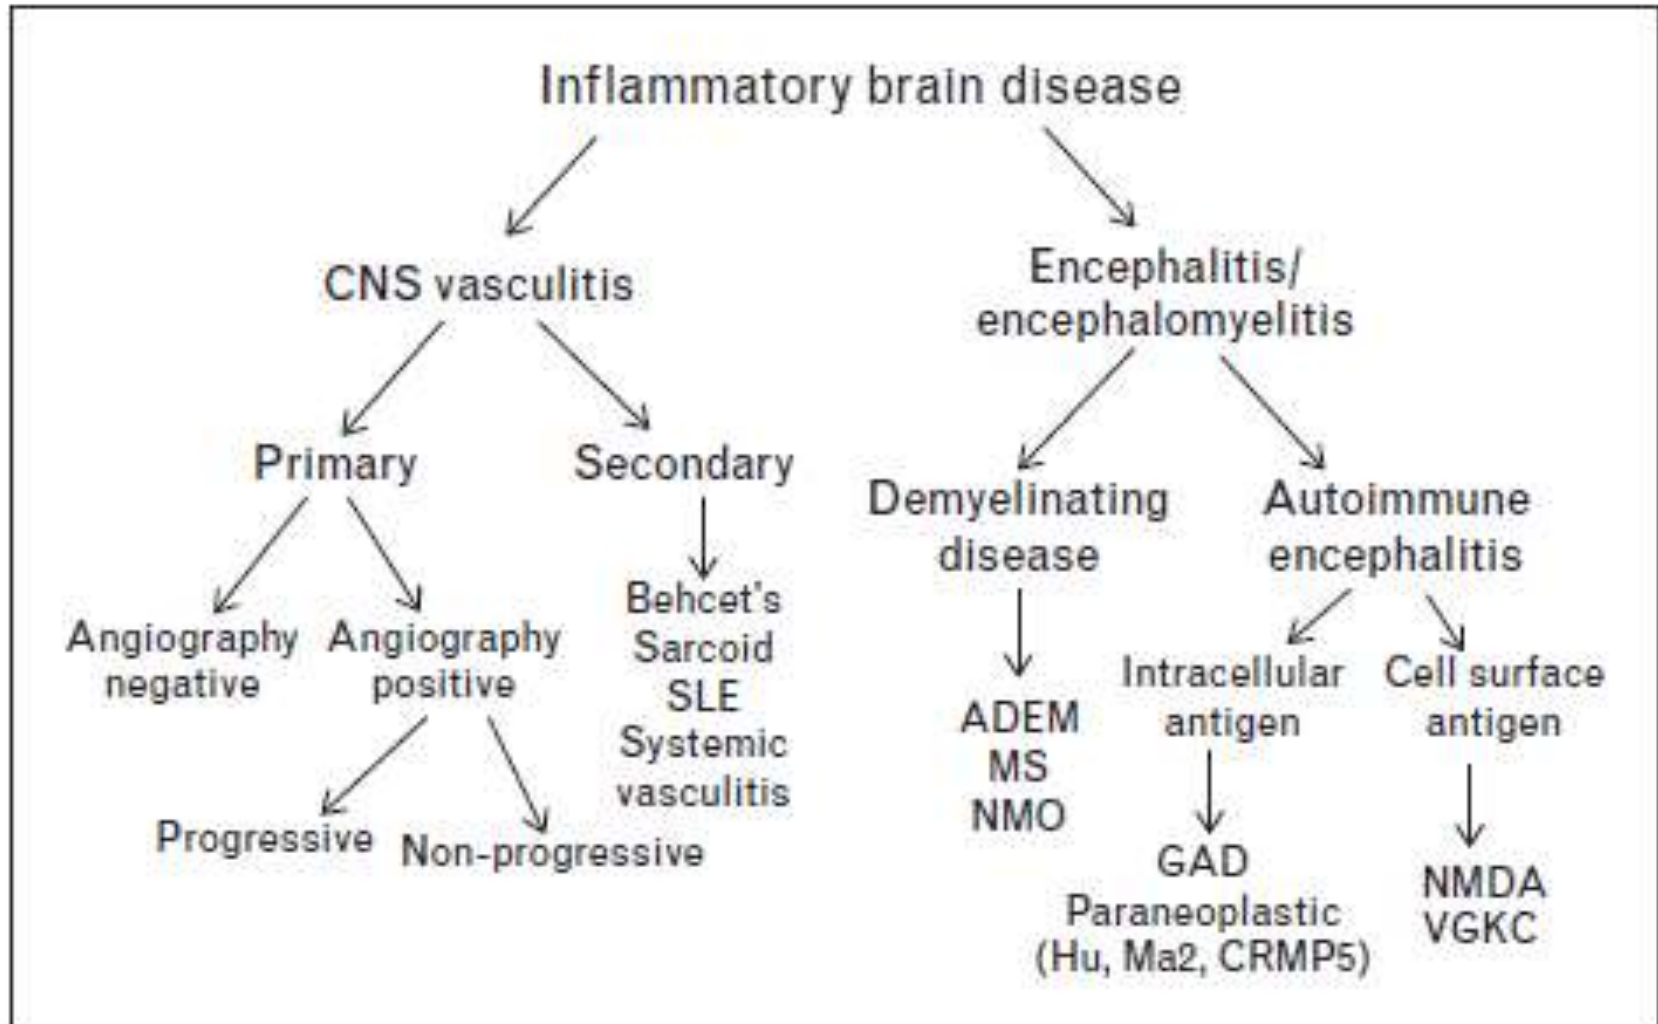 Inflammatory brain disease
CNS vasculitis
Encephalitis/
encephalomyelitis
Primary
Secondary
Demyelinating
disease
Autoimmune
encephalitis
Angiography
negative
Angiography
positive
Behcet's
Sarcoid
SLE
Systemic
vasculitis
ADEM
MS
NMO
Intracellular
antigen
Cell surface
antigen
Progressive
Non-progressive
GAD
Paraneoplastic
(Hu, Ma2, CRMP5)
NMDA
VGKC